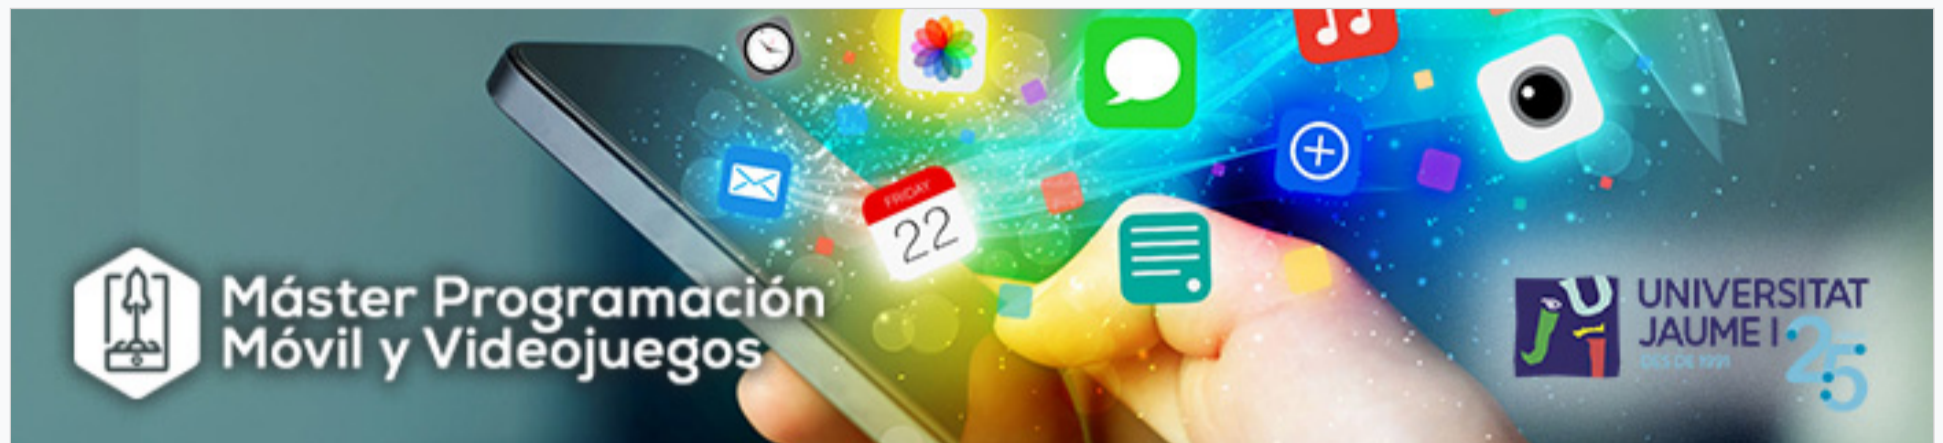 FRIDAY
22
Máster Programación
Móvil y Videojuegos
UNIVERSITAT
JAUME I
DES DE 1991
25